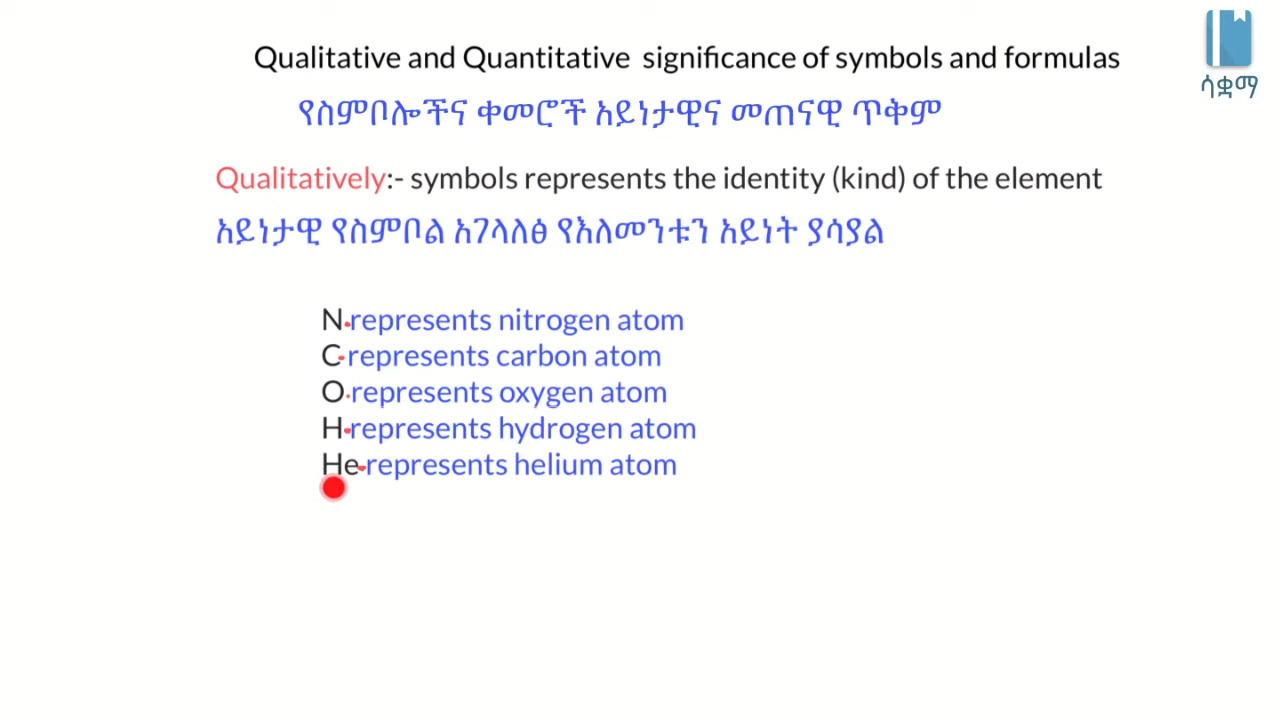 Qualitative and Quantitative significance of symbols and formulas
የስምቦሎችና ቀመሮች አይነታዊና መጠናዊ ጥቅም
ሳቋማ
Qualitatively:- symbols represents the identity (kind) of the element
አይነታዊ የስምቦል አገላለፅ የእለመንቱን አይነት ያሳያል
N-represents nitrogen atom
C-represents carbon atom
O-represents oxygen atom
H-represents hydrogen atom
He-represents helium atom